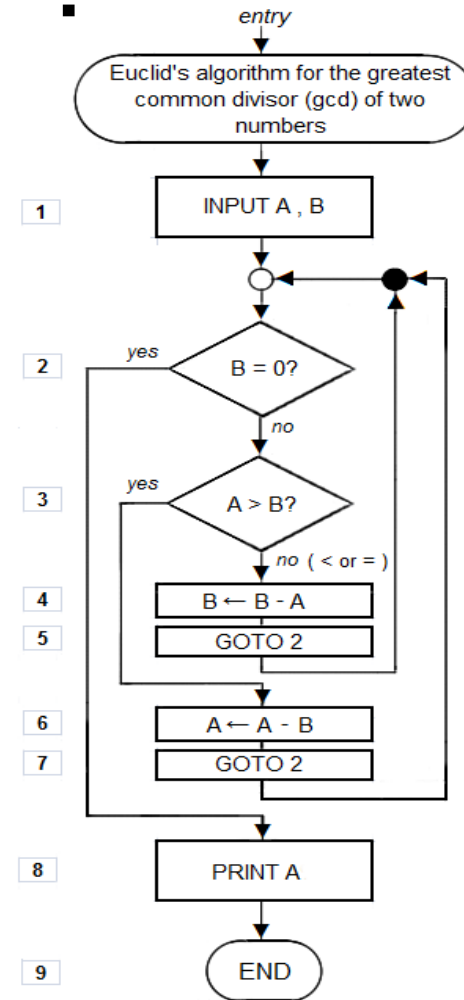 entry
Euclid's algorithm for the greatest
common divisor (gcd) of two
numbers
1
INPUT A , B
2
yes
B = 0?
no
3
yes
A > B?
no ( < or = )
4
B ← B - A
5
GOTO 2
6
A ← A - B
7
GOTO 2
8
PRINT A
9
END